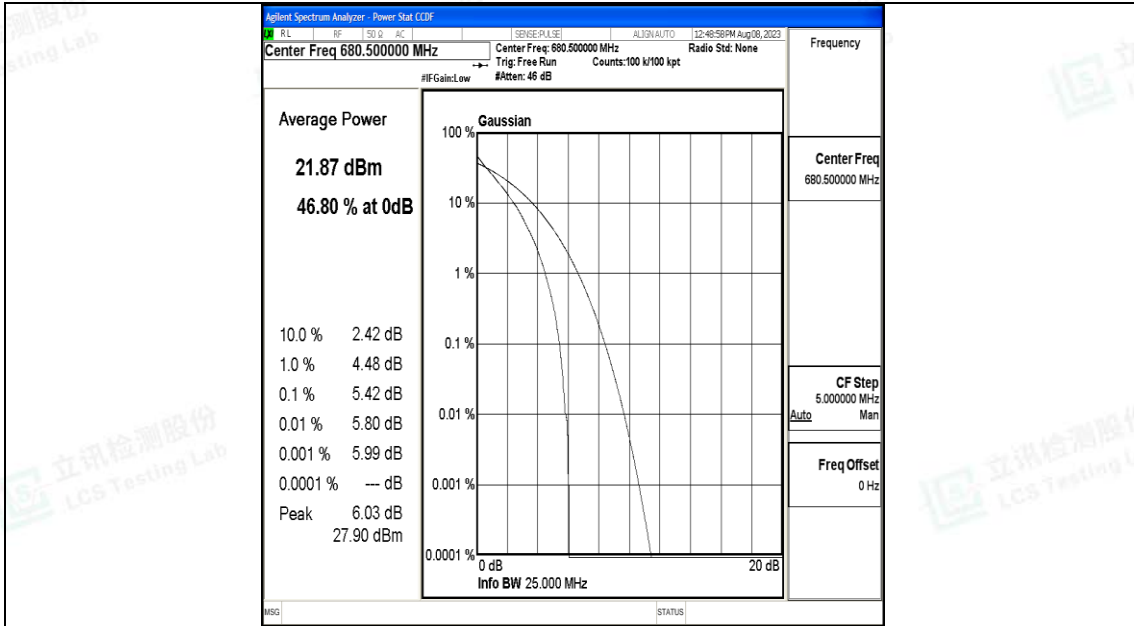 Agilent Spectrum Analyzer - Power Stat CCDF
RL RF 50 Ω AC SENSE:PULSE ALIGN AUTO 12:48:58 PM Aug 08, 2023
Center Freq 680.500000 MHz
Center Freq: 680.500000 MHz Radio Std: None
Trig: Free Run Counts:100 k/100 kpt
#IFGain:Low #Atten: 46 dB
Frequency
Average Power
21.87 dBm
46.80 % at 0dB
10.0 % 2.42 dB
1.0 % 4.48 dB
0.1 % 5.42 dB
0.01 % 5.80 dB
0.001 % 5.99 dB
0.0001 % --- dB
Peak 6.03 dB
27.90 dBm
Gaussian
100 %
10 %
1 %
0.1 %
0.01 %
0.001 %
0.0001 %
0 dB 20 dB
Info BW 25.000 MHz
Center Freq
680.500000 MHz
CF Step
5.000000 MHz
Auto Man
Freq Offset
0 Hz
MSG STATUS
立讯检测股份
LCS Testing Lab
立讯检测股份
LCS Testing L